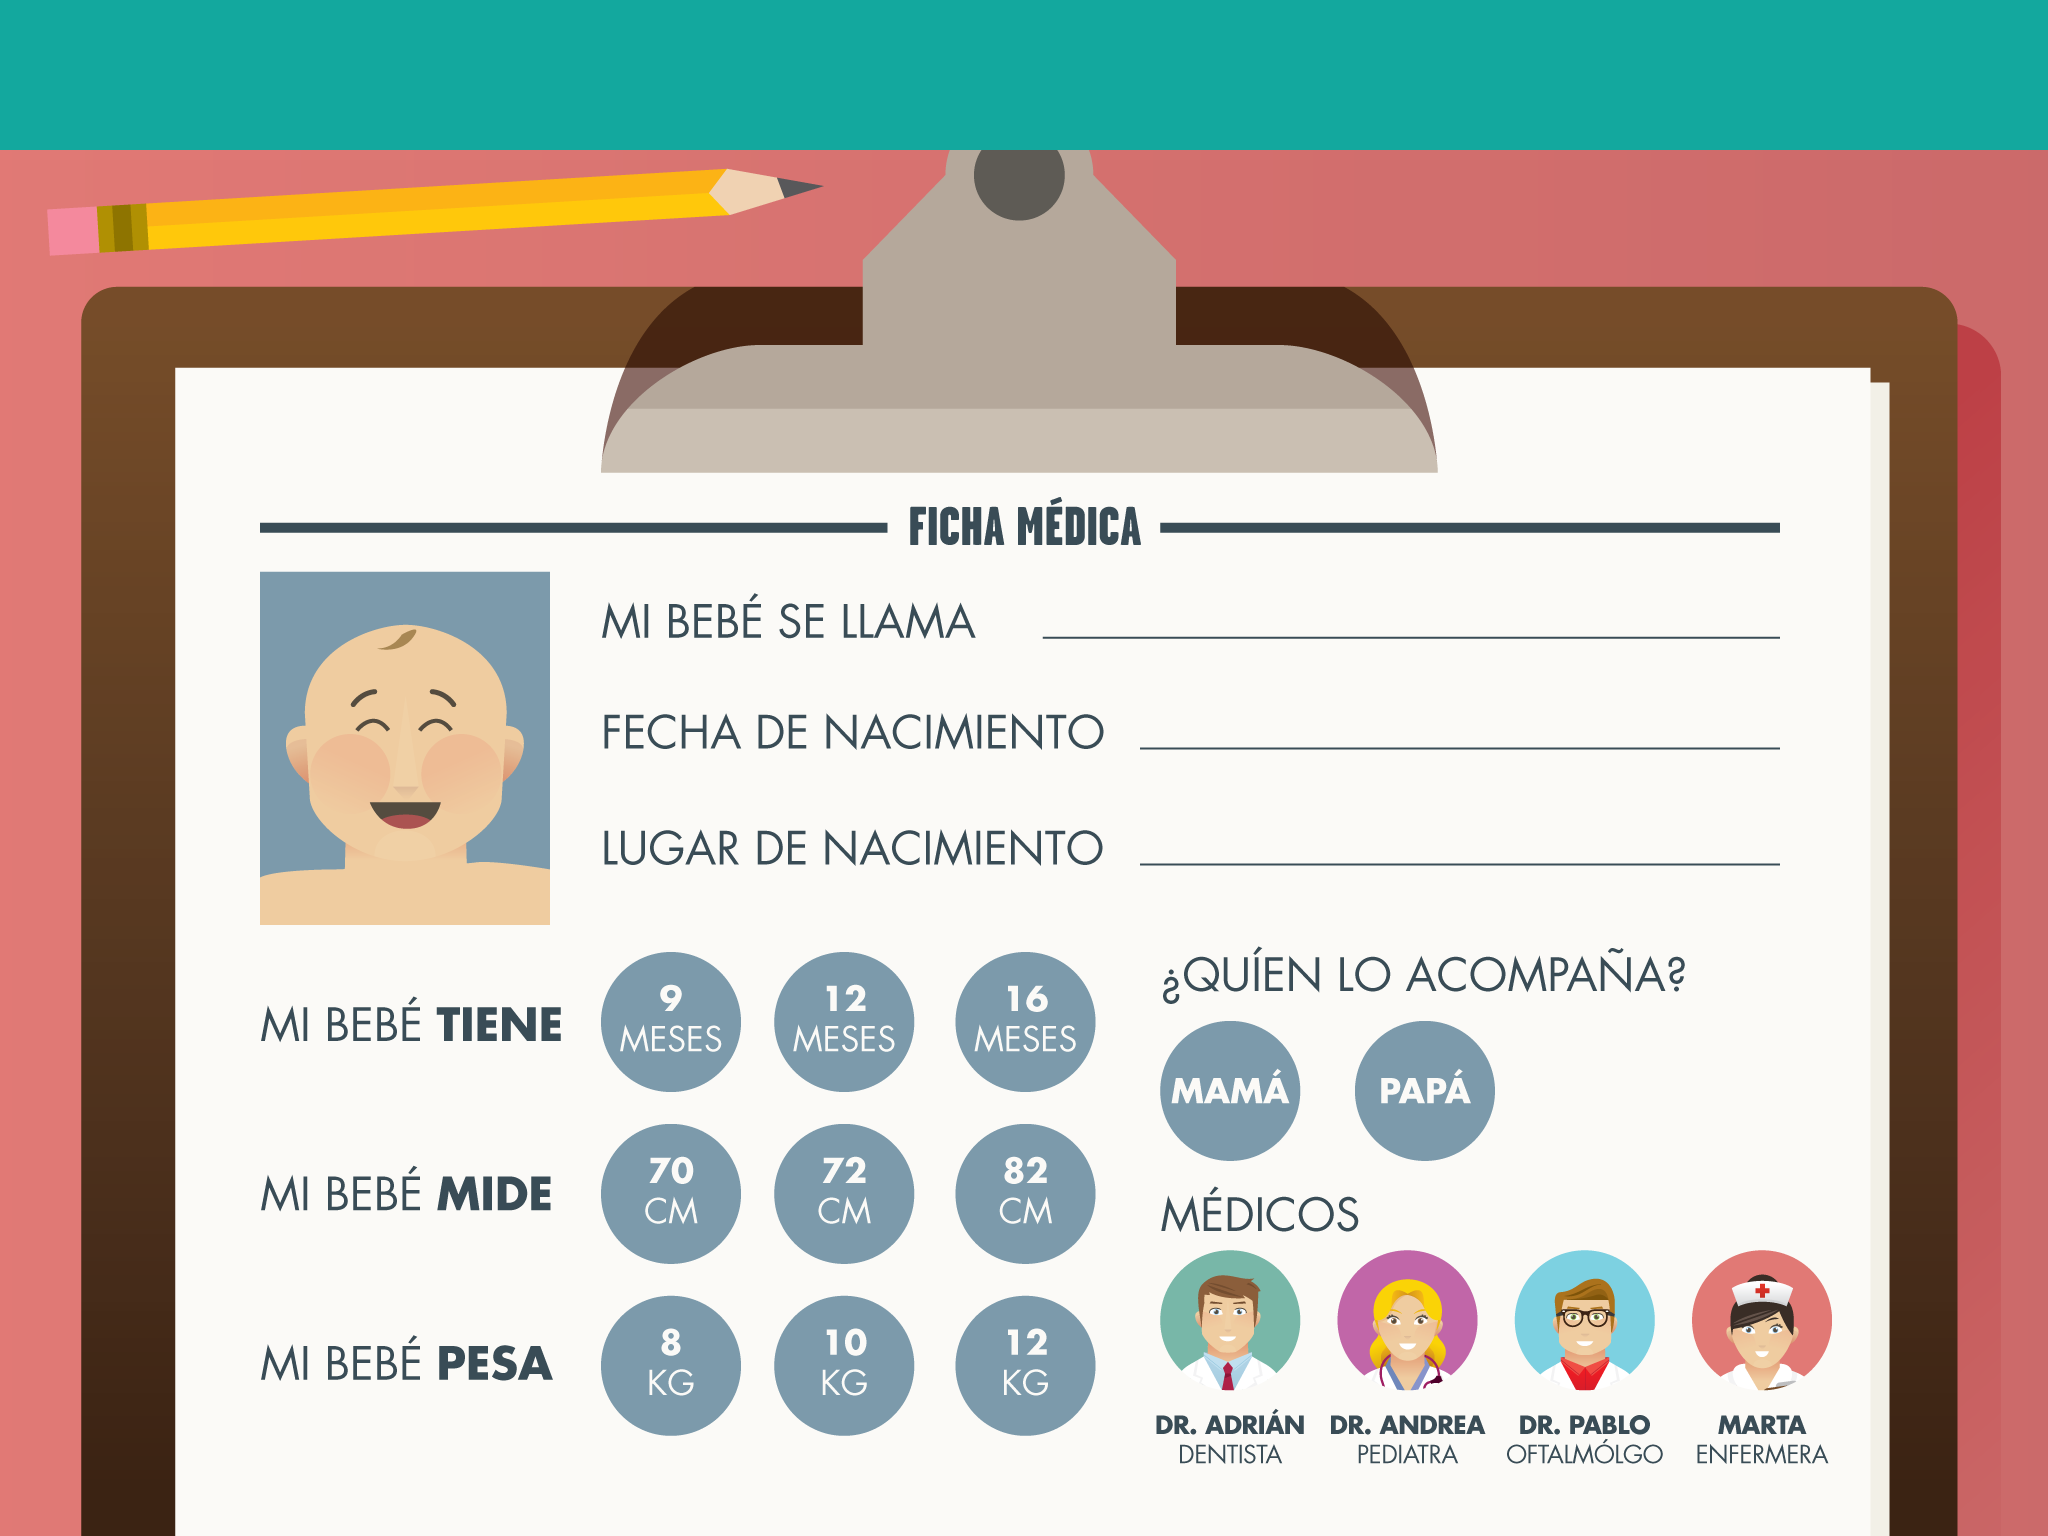 FICHA MÉDICA
MI BEBÉ SE LLAMA
FECHA DE NACIMIENTO
LUGAR DE NACIMIENTO
MI BEBÉ TIENE
9
MESES
12
MESES
16
MESES
MI BEBÉ MIDE
70
CM
72
CM
82
CM
MI BEBÉ PESA
8
KG
10
KG
12
KG
¿QUÍEN LO ACOMPAÑA?
MAMÁ
PAPÁ
MÉDICOS
DR. ADRIÁN
DENTISTA
DR. ANDREA
PEDIATRA
DR. PABLO
OFTALMÓLGO
MARTA
ENFERMERA